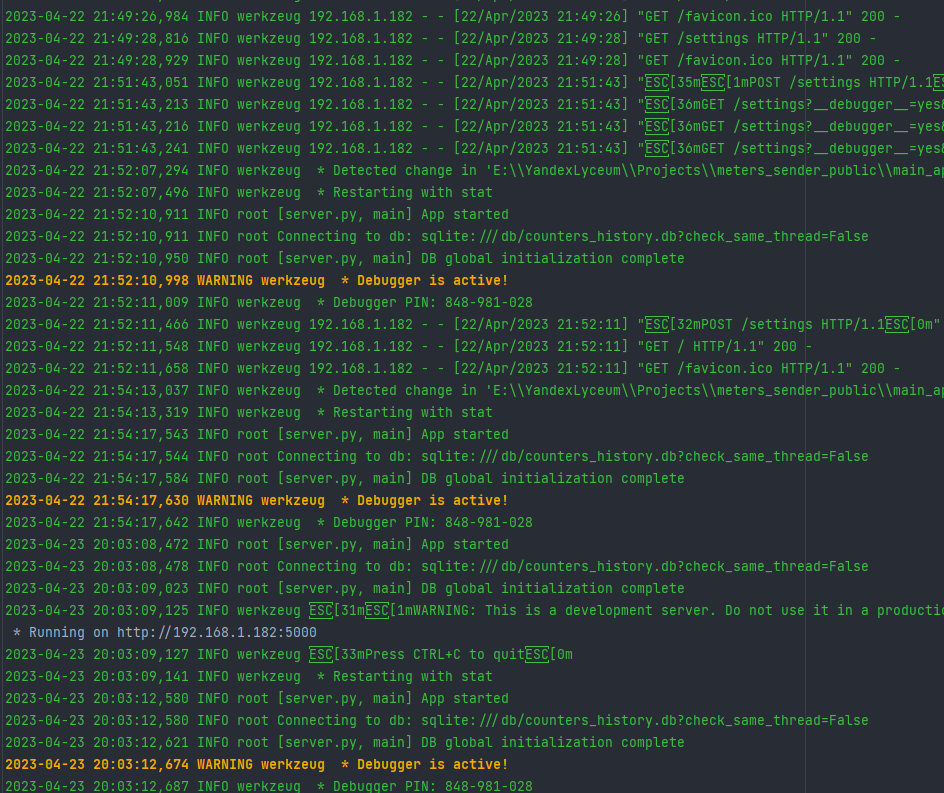 2023-04-22 21:49:26,984 INFO werkzeug 192.168.1.182 - - [22/Apr/2023 21:49:26] "GET /favicon.ico HTTP/1.1" 200 -
2023-04-22 21:49:28,816 INFO werkzeug 192.168.1.182 - - [22/Apr/2023 21:49:28] "GET /settings HTTP/1.1" 200 -
2023-04-22 21:49:28,929 INFO werkzeug 192.168.1.182 - - [22/Apr/2023 21:49:28] "GET /favicon.ico HTTP/1.1" 200 -
2023-04-22 21:51:43,051 INFO werkzeug 192.168.1.182 - - [22/Apr/2023 21:51:43] "ESC[35mESC[1mPOST /settings HTTP/1.1ES
2023-04-22 21:51:43,213 INFO werkzeug 192.168.1.182 - - [22/Apr/2023 21:51:43] "ESC[36mGET /settings?__debugger__=yes&
2023-04-22 21:51:43,216 INFO werkzeug 192.168.1.182 - - [22/Apr/2023 21:51:43] "ESC[36mGET /settings?__debugger__=yes&
2023-04-22 21:51:43,241 INFO werkzeug 192.168.1.182 - - [22/Apr/2023 21:51:43] "ESC[36mGET /settings?__debugger__=yes&
2023-04-22 21:52:07,294 INFO werkzeug  * Detected change in 'E:\\YandexLyceum\\Projects\\meters_sender_public\\main_ap
2023-04-22 21:52:07,496 INFO werkzeug  * Restarting with stat
2023-04-22 21:52:10,911 INFO root [server.py, main] App started
2023-04-22 21:52:10,911 INFO root Connecting to db: sqlite:///db/counters_history.db?check_same_thread=False
2023-04-22 21:52:10,950 INFO root [server.py, main] DB global initialization complete
2023-04-22 21:52:10,998 WARNING werkzeug  * Debugger is active!
2023-04-22 21:52:11,009 INFO werkzeug  * Debugger PIN: 848-981-028
2023-04-22 21:52:11,466 INFO werkzeug 192.168.1.182 - - [22/Apr/2023 21:52:11] "ESC[32mPOST /settings HTTP/1.1ESC[0m"
2023-04-22 21:52:11,548 INFO werkzeug 192.168.1.182 - - [22/Apr/2023 21:52:11] "GET / HTTP/1.1" 200 -
2023-04-22 21:52:11,658 INFO werkzeug 192.168.1.182 - - [22/Apr/2023 21:52:11] "GET /favicon.ico HTTP/1.1" 200 -
2023-04-22 21:54:13,037 INFO werkzeug  * Detected change in 'E:\\YandexLyceum\\Projects\\meters_sender_public\\main_ap
2023-04-22 21:54:13,319 INFO werkzeug  * Restarting with stat
2023-04-22 21:54:17,543 INFO root [server.py, main] App started
2023-04-22 21:54:17,544 INFO root Connecting to db: sqlite:///db/counters_history.db?check_same_thread=False
2023-04-22 21:54:17,584 INFO root [server.py, main] DB global initialization complete
2023-04-22 21:54:17,630 WARNING werkzeug  * Debugger is active!
2023-04-22 21:54:17,642 INFO werkzeug  * Debugger PIN: 848-981-028
2023-04-23 20:03:08,472 INFO root [server.py, main] App started
2023-04-23 20:03:08,478 INFO root Connecting to db: sqlite:///db/counters_history.db?check_same_thread=False
2023-04-23 20:03:09,023 INFO root [server.py, main] DB global initialization complete
2023-04-23 20:03:09,125 INFO werkzeug ESC[31mESC[1mWARNING: This is a development server. Do not use it in a productio
 * Running on http://192.168.1.182:5000
2023-04-23 20:03:09,127 INFO werkzeug ESC[33mPress CTRL+C to quitESC[0m
2023-04-23 20:03:09,141 INFO werkzeug  * Restarting with stat
2023-04-23 20:03:12,580 INFO root [server.py, main] App started
2023-04-23 20:03:12,580 INFO root Connecting to db: sqlite:///db/counters_history.db?check_same_thread=False
2023-04-23 20:03:12,621 INFO root [server.py, main] DB global initialization complete
2023-04-23 20:03:12,674 WARNING werkzeug  * Debugger is active!
2023-04-23 20:03:12,687 INFO werkzeug  * Debugger PIN: 848-981-028